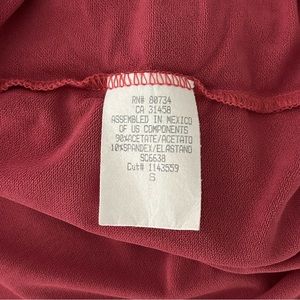 RN# 80734
CA 31458
ASSEMBLED IN MEXICO
OF US COMPONENTS
90%ACETATE/ACETATO
10%SPANDEX/ELASTANO
SC6638
Cut# 1143559
S